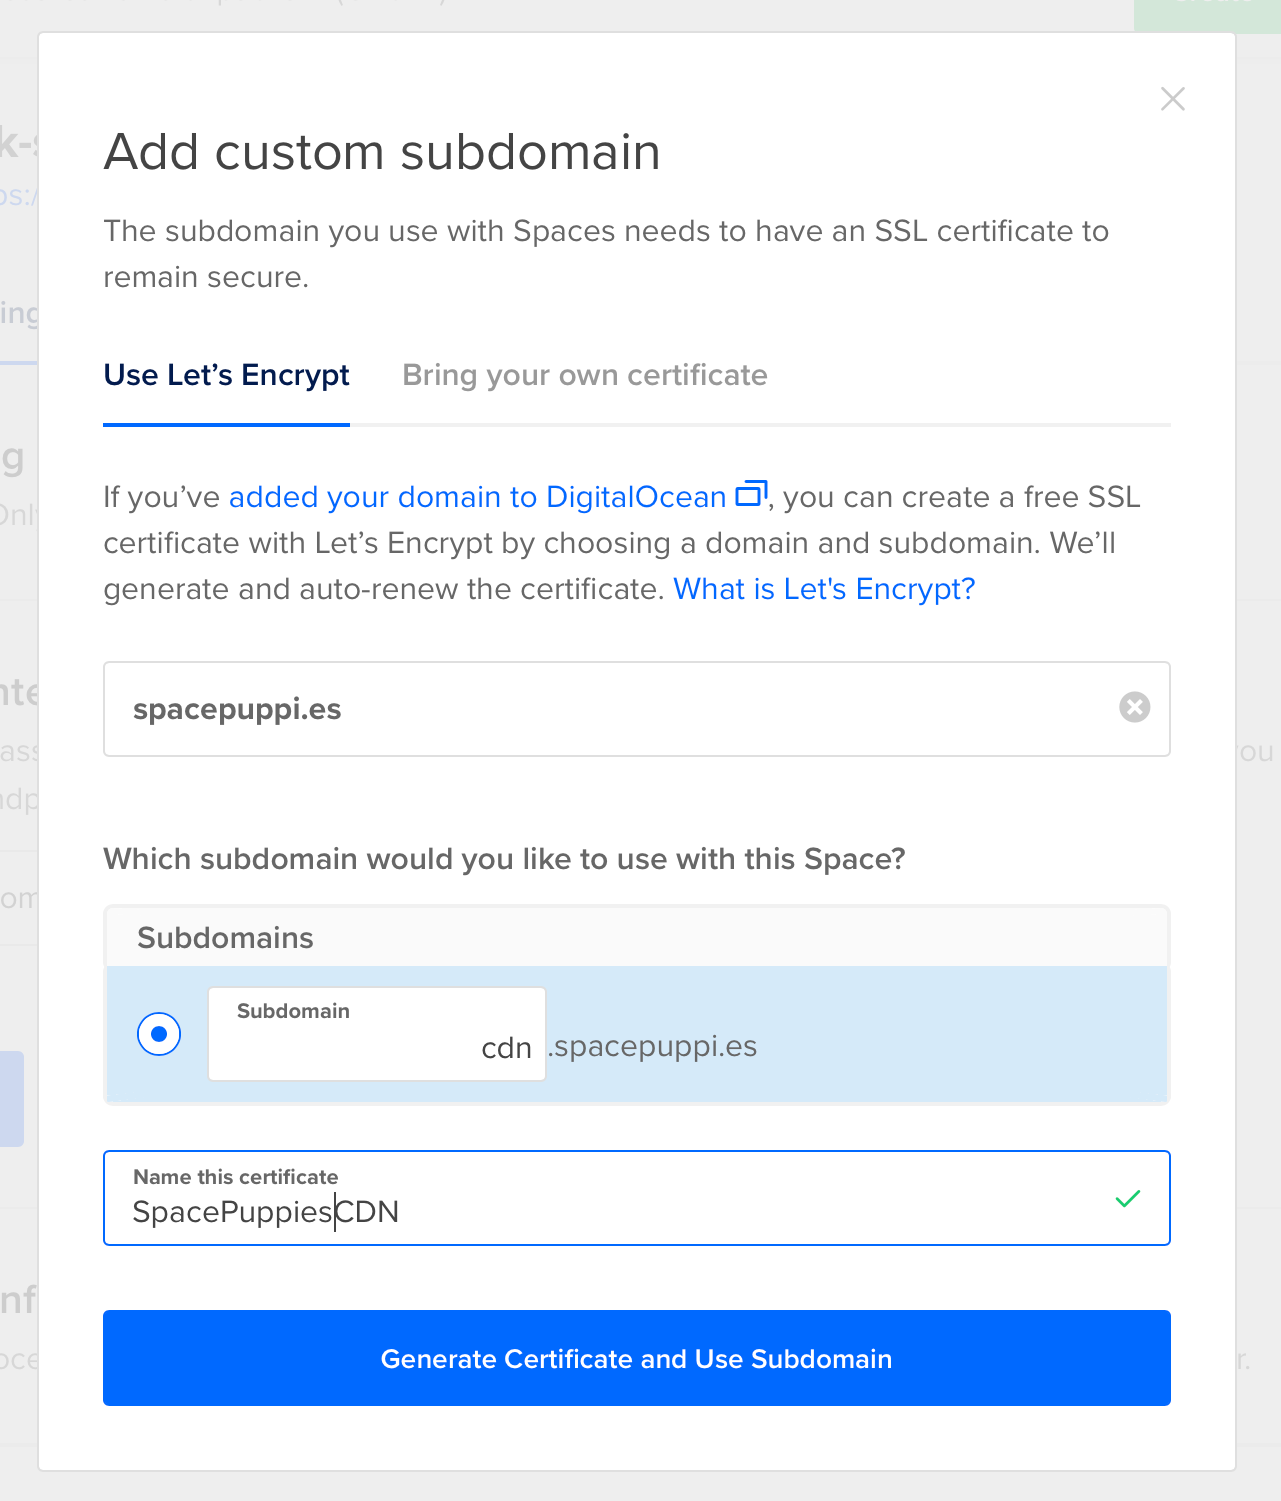 Add custom subdomain
The subdomain you use with Spaces needs to have an SSL certificate to
remain secure.
Use Let’s Encrypt Bring your own certificate
If you’ve added your domain to DigitalOcean, you can create a free SSL
certificate with Let’s Encrypt by choosing a domain and subdomain. We’ll
generate and auto-renew the certificate. What is Let's Encrypt?
spacepuppi.es
Which subdomain would you like to use with this Space?
Subdomains
Subdomain
cdn .spacepuppi.es
Name this certificate
SpacePuppiesCDN
Generate Certificate and Use Subdomain